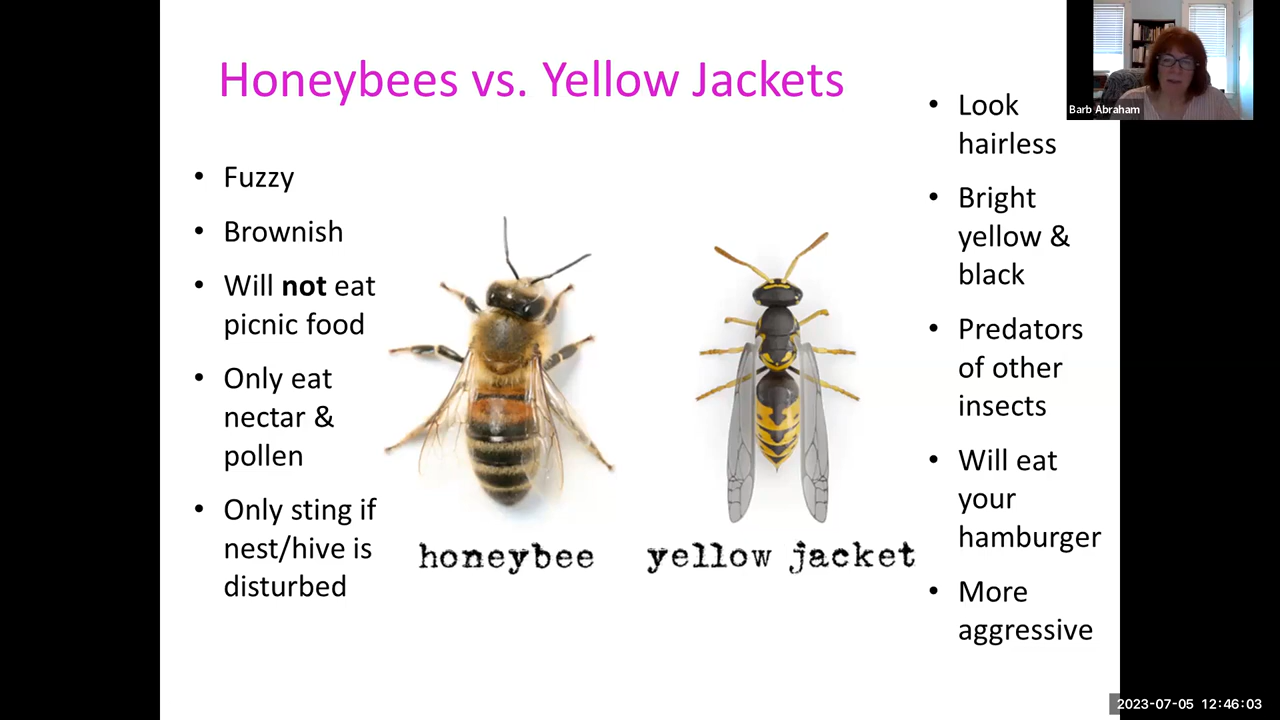 Honeybees vs. Yellow Jackets
• Fuzzy
• Brownish
• Will not eat
picnic food
• Only eat
nectar &
pollen
• Only sting if
nest/hive is
disturbed
honeybee
yellow jacket
• Look
hairless
• Bright
yellow &
black
• Predators
of other
insects
• Will eat
your
hamburger
• More
aggressive
Barb Abraham
2023-07-05 12:46:03